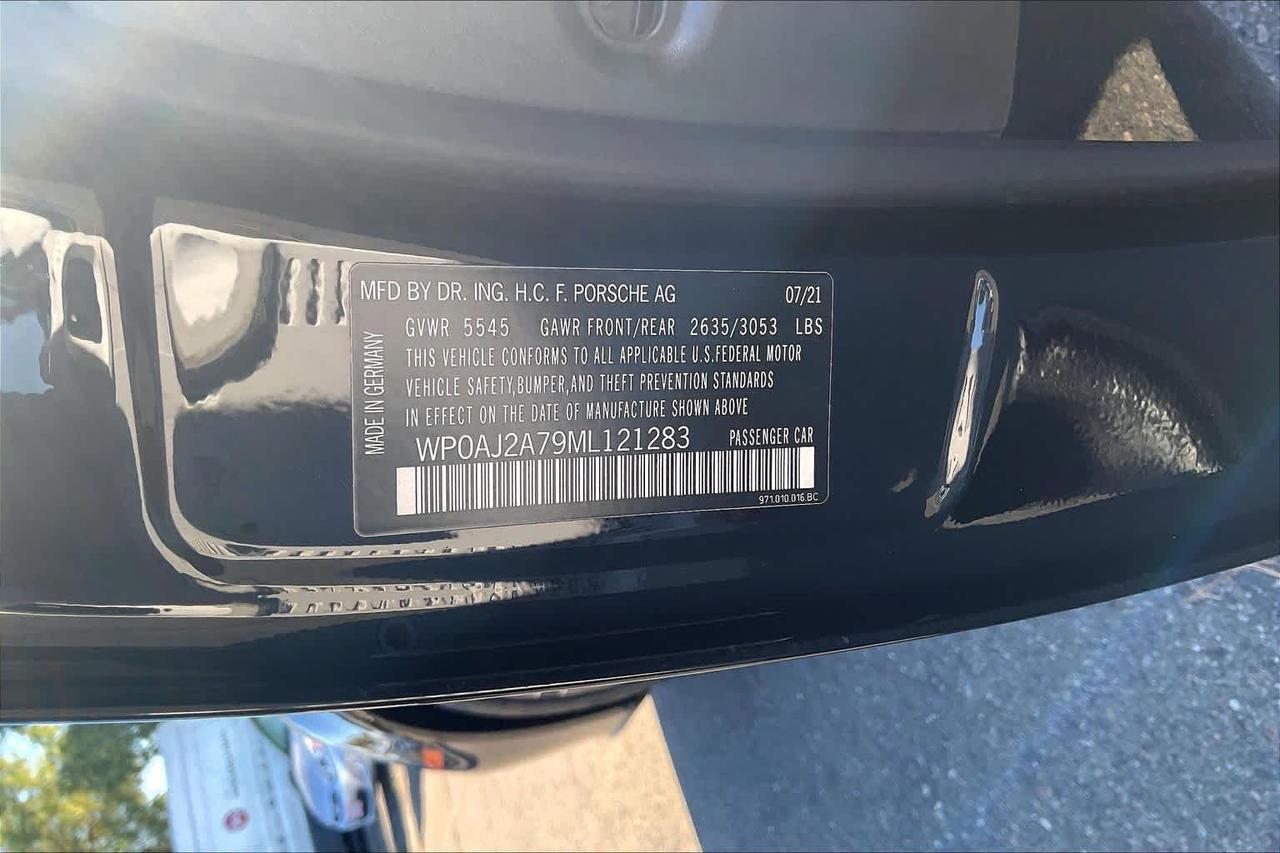 MFD BY DR. ING. H.C. F. PORSCHE AG 07/21
GVWR 5545 GAWR FRONT/REAR 2635/3053 LBS
THIS VEHICLE CONFORMS TO ALL APPLICABLE U.S.FEDERAL MOTOR
VEHICLE SAFETY,BUMPER,AND THEFT PREVENTION STANDARDS
IN EFFECT ON THE DATE OF MANUFACTURE SHOWN ABOVE
WP0AJ2A79ML121283 PASSENGER CAR
971.010.016.BC
MADE IN GERMANY